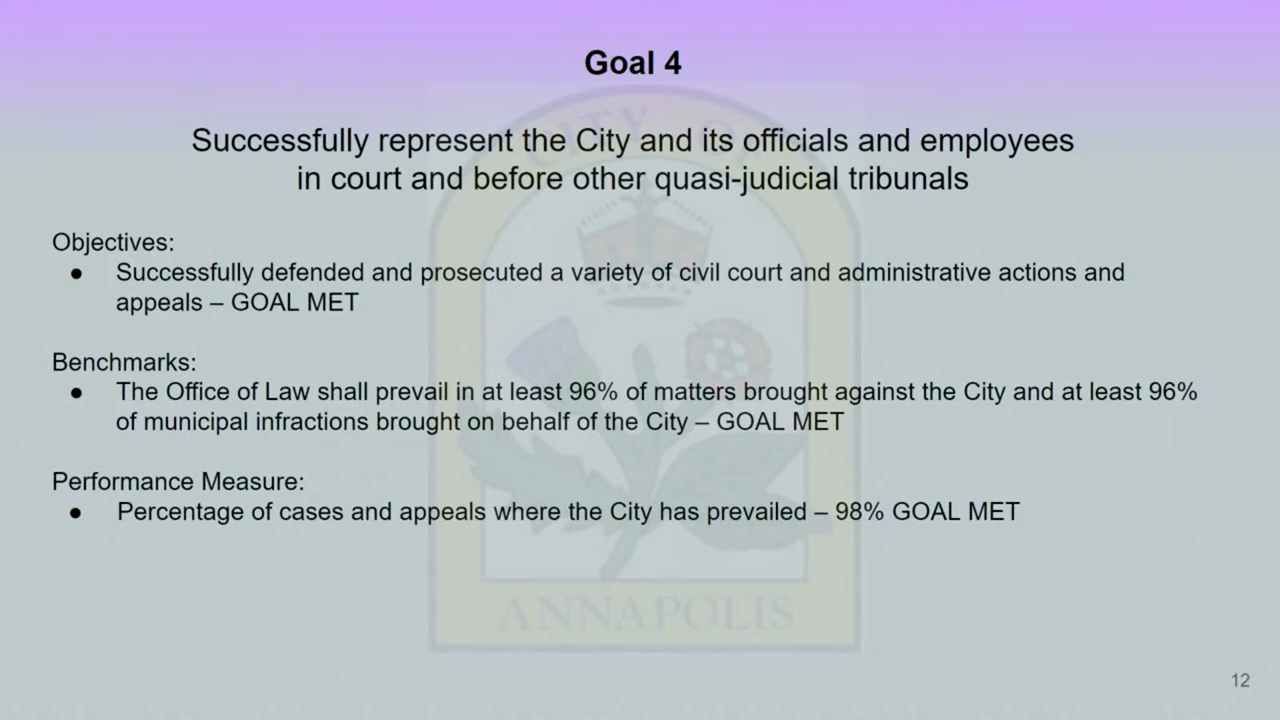 Goal 4
Successfully represent the City and its officials and employees
in court and before other quasi-judicial tribunals
Objectives:
● Successfully defended and prosecuted a variety of civil court and administrative actions and
appeals – GOAL MET
Benchmarks:
● The Office of Law shall prevail in at least 96% of matters brought against the City and at least 96%
of municipal infractions brought on behalf of the City – GOAL MET
Performance Measure:
● Percentage of cases and appeals where the City has prevailed – 98% GOAL MET
CITY OF
ANNAPOLIS
12